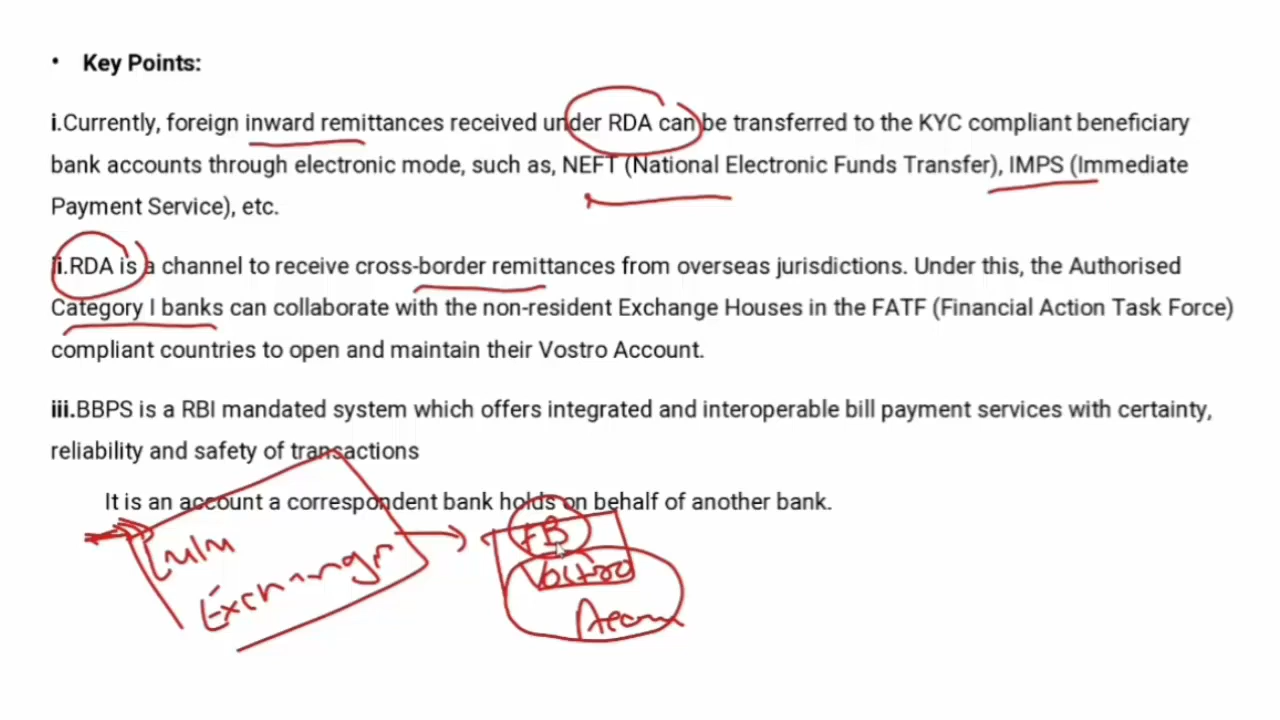 • Key Points:
i.Currently, foreign inward remittances received under RDA can be transferred to the KYC compliant beneficiary
bank accounts through electronic mode, such as, NEFT (National Electronic Funds Transfer), IMPS (Immediate
Payment Service), etc.
ii.RDA is a channel to receive cross-border remittances from overseas jurisdictions. Under this, the Authorised
Category I banks can collaborate with the non-resident Exchange Houses in the FATF (Financial Action Task Force)
compliant countries to open and maintain their Vostro Account.
iii.BBPS is a RBI mandated system which offers integrated and interoperable bill payment services with certainty,
reliability and safety of transactions
It is an account a correspondent bank holds on behalf of another bank.
FB
Lulu
Vostro
Exchange